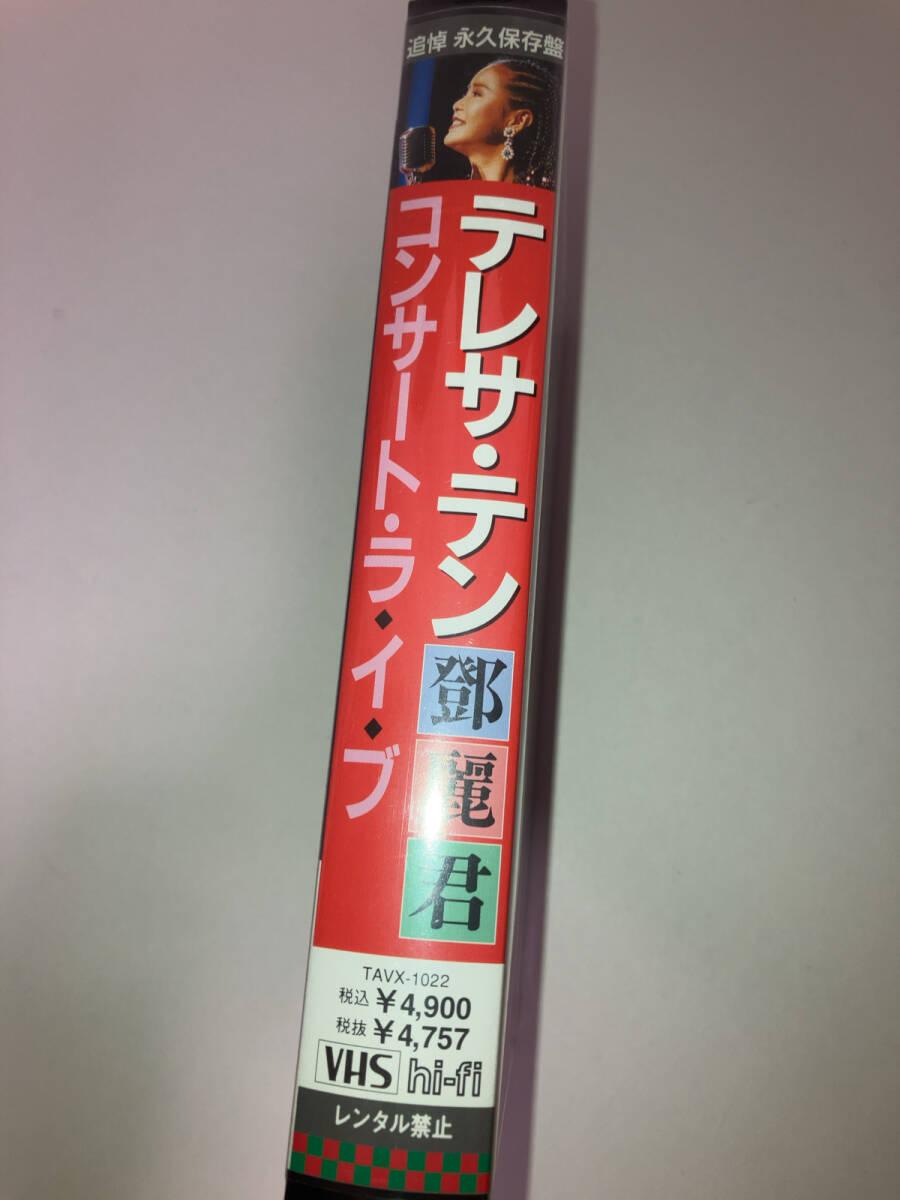 追悼 永久保存盤
テレサ・テン
鄧麗君
コンサート・ラ・イ・ブ
TAVX-1022
税込 ¥4,900
税抜 ¥4,757
VHS hi-fi
レンタル禁止